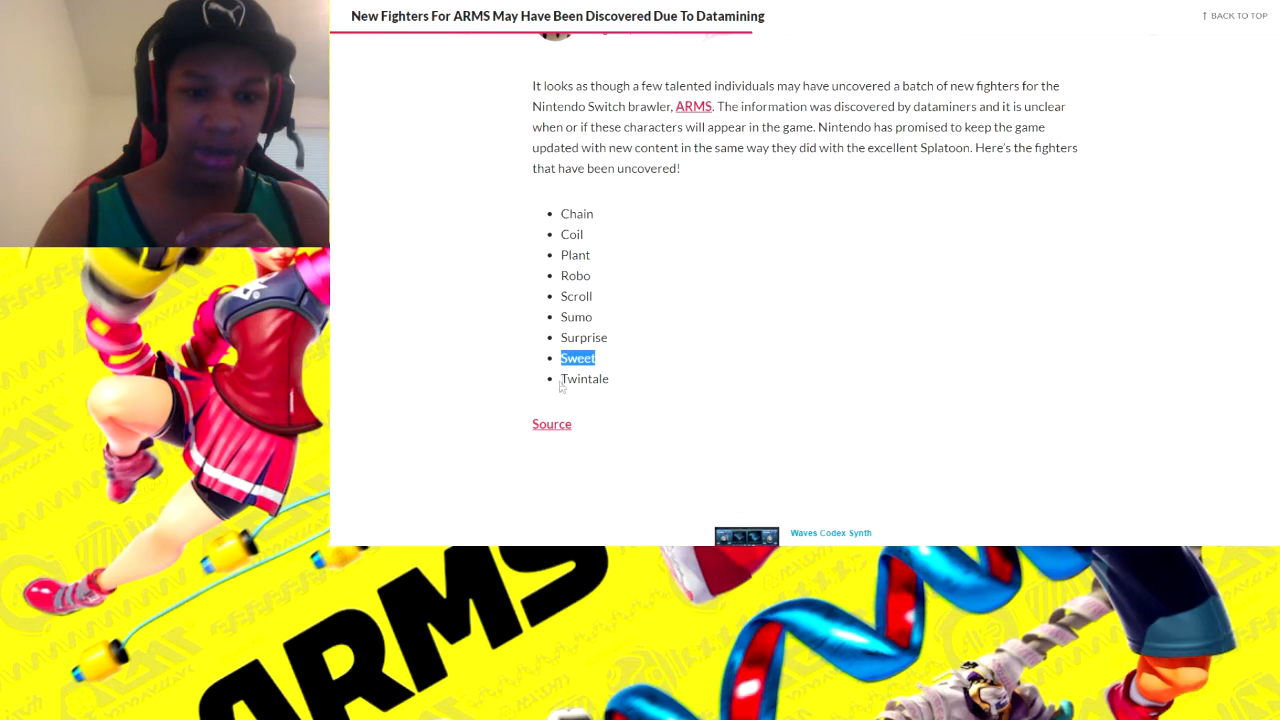 New Fighters For ARMS May Have Been Discovered Due To Datamining
↑ BACK TO TOP
It looks as though a few talented individuals may have uncovered a batch of new fighters for the
Nintendo Switch brawler, ARMS. The information was discovered by dataminers and it is unclear
when or if these characters will appear in the game. Nintendo has promised to keep the game
updated with new content in the same way they did with the excellent Splatoon. Here's the fighters
that have been uncovered!
• Chain
• Coil
• Plant
• Robo
• Scroll
• Sumo
• Surprise
• Sweet
• Twintale
Source
Waves Codex Synth
ARMS